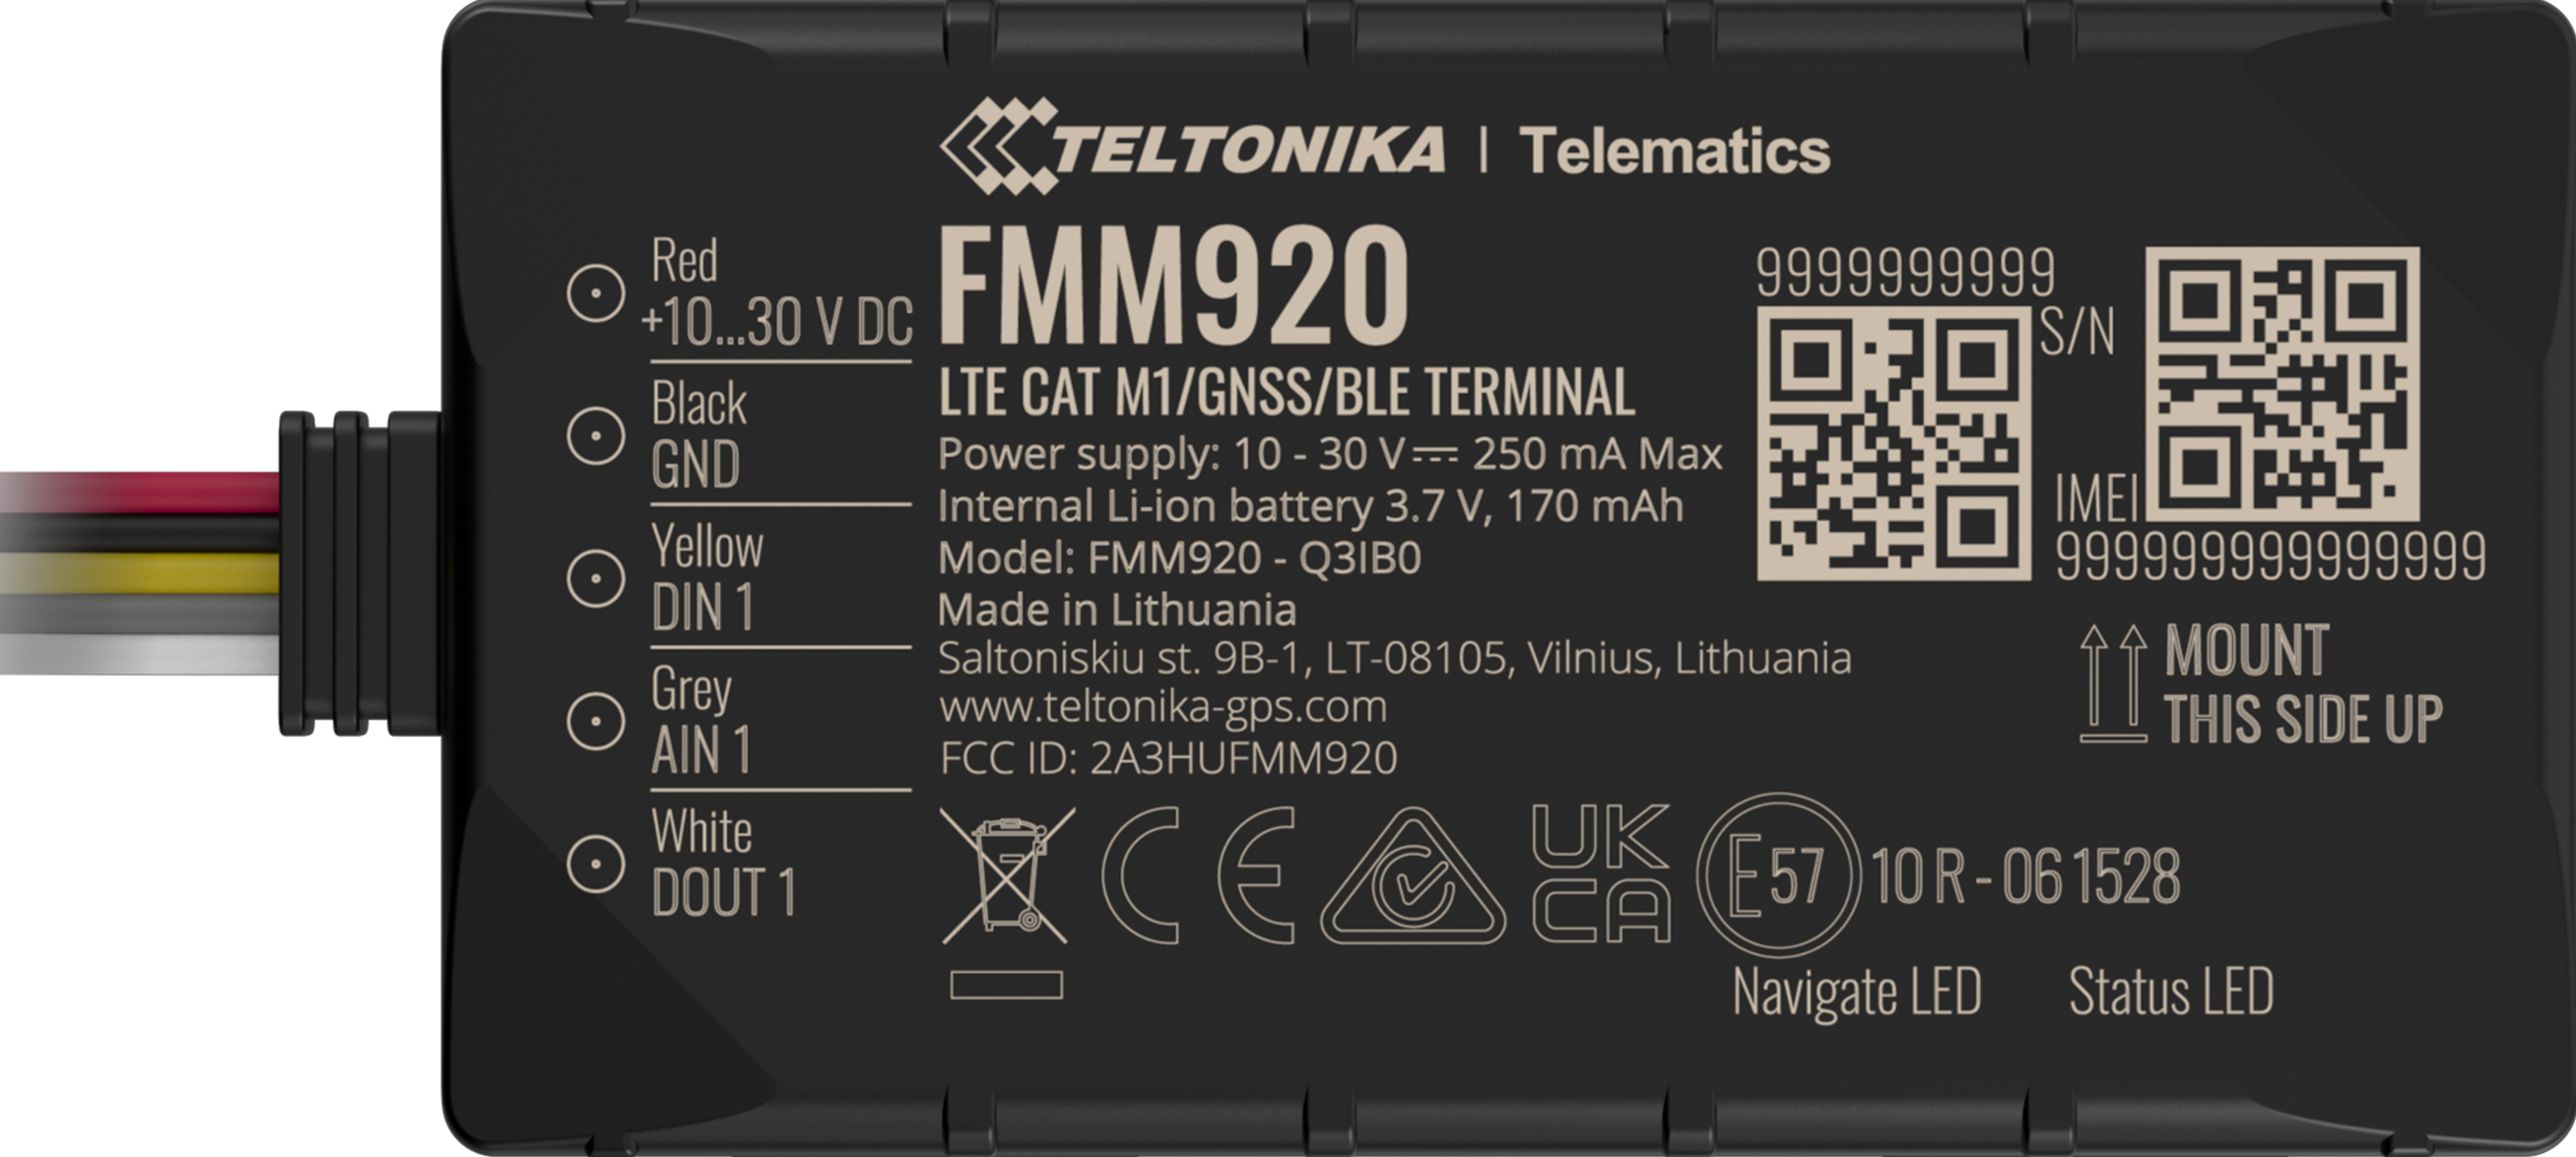 TELTONIKA | Telematics
Red
+10...30 V DC
Black
GND
Yellow
DIN 1
Grey
AIN 1
White
DOUT 1
FMM920
LTE CAT M1/GNSS/BLE TERMINAL
Power supply: 10 - 30 V⎓ 250 mA Max
Internal Li-ion battery 3.7 V, 170 mAh
Model: FMM920 - Q3IB0
Made in Lithuania
Saltoniskiu st. 9B-1, LT-08105, Vilnius, Lithuania
www.teltonika-gps.com
FCC ID: 2A3HUFMM920
9999999999
S/N
IMEI
999999999999999
MOUNT
THIS SIDE UP
CE
UK
CA
E57 10 R - 06 1528
Navigate LED
Status LED